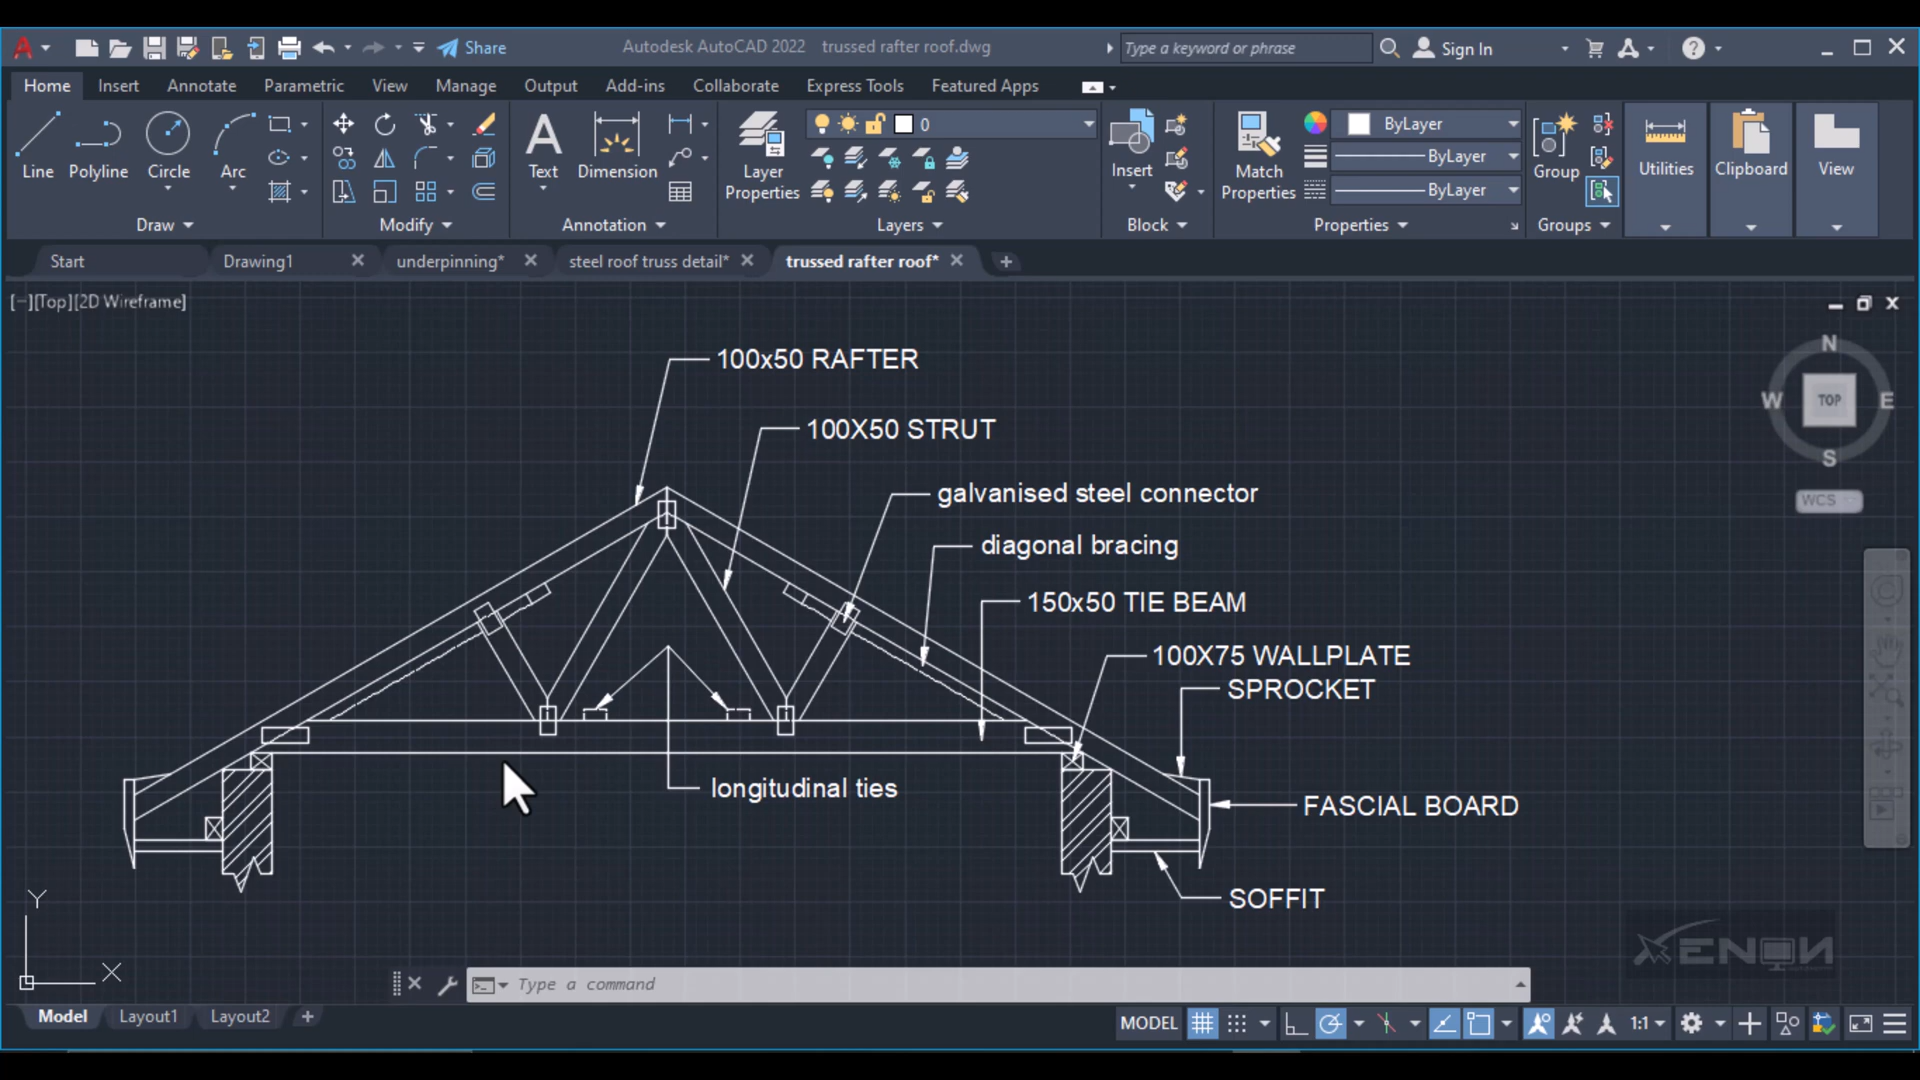 Share
Autodesk AutoCAD 2022 trussed rafter roof.dwg
Type a keyword or phrase
Sign In
Home Insert Annotate Parametric View Manage Output Add-ins Collaborate Express Tools Featured Apps
Line Polyline Circle Arc
Draw
Modify
Text Dimension
Annotation
Layer Properties
0
Layers
Insert
Block
Match Properties
ByLayer
ByLayer
ByLayer
Properties
Group
Groups
Utilities
Clipboard
View
Start Drawing1 underpinning* steel roof truss detail* trussed rafter roof*
[−][Top][2D Wireframe]
N
W TOP E
S
WCS
100x50 RAFTER
100X50 STRUT
galvanised steel connector
diagonal bracing
150x50 TIE BEAM
100X75 WALLPLATE
SPROCKET
longitudinal ties
FASCIAL BOARD
SOFFIT
Y
X
XENON
Type a command
Model Layout1 Layout2
MODEL
1:1